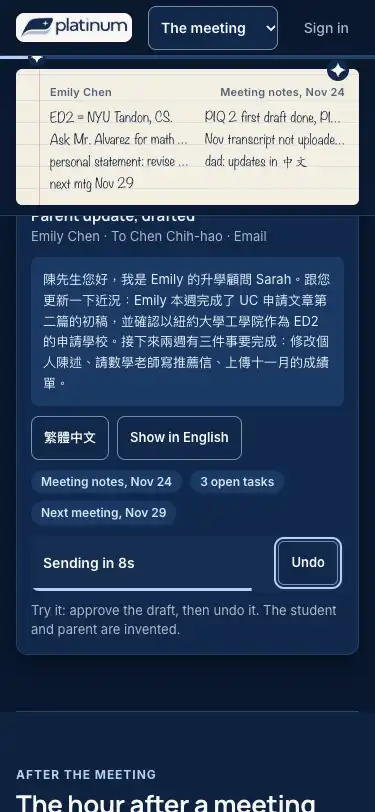 platinum
The meeting
Sign in
Emily Chen
Meeting notes, Nov 24
ED2 = NYU Tandon, CS.
PIQ 2 first draft done, PI...
Ask Mr. Alvarez for math ...
Nov transcript not uploade...
personal statement: revise ...
dad: updates in 中文
next mtg Nov 29
Parent update, drafted
Emily Chen · To Chen Chih-hao · Email
陳先生您好，我是 Emily 的升學顧問 Sarah。跟您
更新一下近況：Emily 本週完成了 UC 申請文章第
二篇的初稿，並確認以紐約大學工學院作為 ED2
的申請學校。接下來兩週有三件事要完成：修改個
人陳述、請數學老師寫推薦信、上傳十一月的成績
單。
繁體中文
Show in English
Meeting notes, Nov 24
3 open tasks
Next meeting, Nov 29
Sending in 8s
Undo
Try it: approve the draft, then undo it. The student
and parent are invented.
AFTER THE MEETING
The hour after a meeting